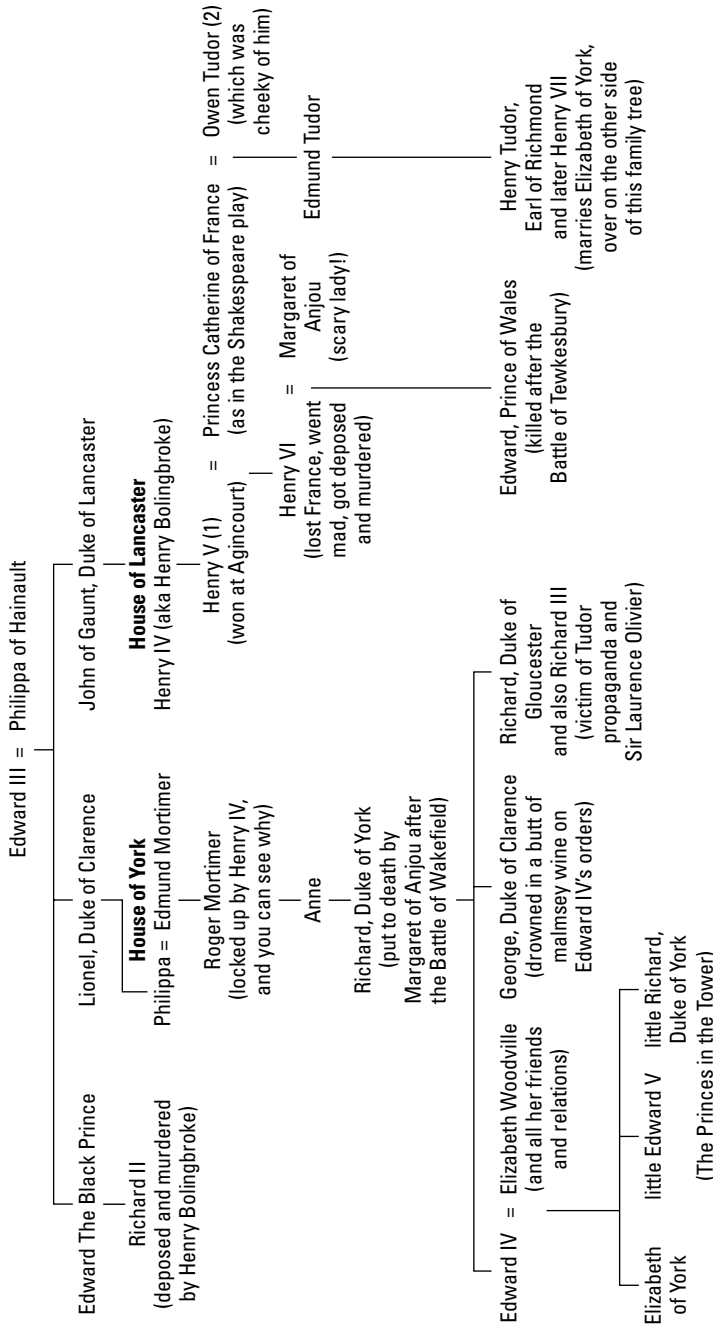 Edward III = Philippa of Hainault
Edward The Black Prince
Lionel, Duke of Clarence
John of Gaunt, Duke of Lancaster
Richard II
(deposed and murdered
by Henry Bolingbroke)
House of York
Philippa = Edmund Mortimer
House of Lancaster
Henry IV (aka Henry Bolingbroke)
Roger Mortimer
(locked up by Henry IV,
and you can see why)
Henry V (1)
(won at Agincourt)
=
Princess Catherine of France
(as in the Shakespeare play)
=
Owen Tudor (2)
(which was
cheeky of him)
Anne
Henry VI
(lost France, went
mad, got deposed
and murdered)
=
Margaret of
Anjou
(scary lady!)
Edmund Tudor
Richard, Duke of York
(put to death by
Margaret of Anjou after
the Battle of Wakefield)
Edward IV = Elizabeth Woodville
(and all her friends
and relations)
George, Duke of Clarence
(drowned in a butt of
malmsey wine on
Edward IV's orders)
Richard, Duke of
Gloucester
and also Richard III
(victim of Tudor
propaganda and
Sir Laurence Olivier)
Edward, Prince of Wales
(killed after the
Battle of Tewkesbury)
Henry Tudor,
Earl of Richmond
and later Henry VII
(marries Elizabeth of York,
over on the other side
of this family tree)
Elizabeth
of York
little Edward V
little Richard,
Duke of York
(The Princes in the Tower)